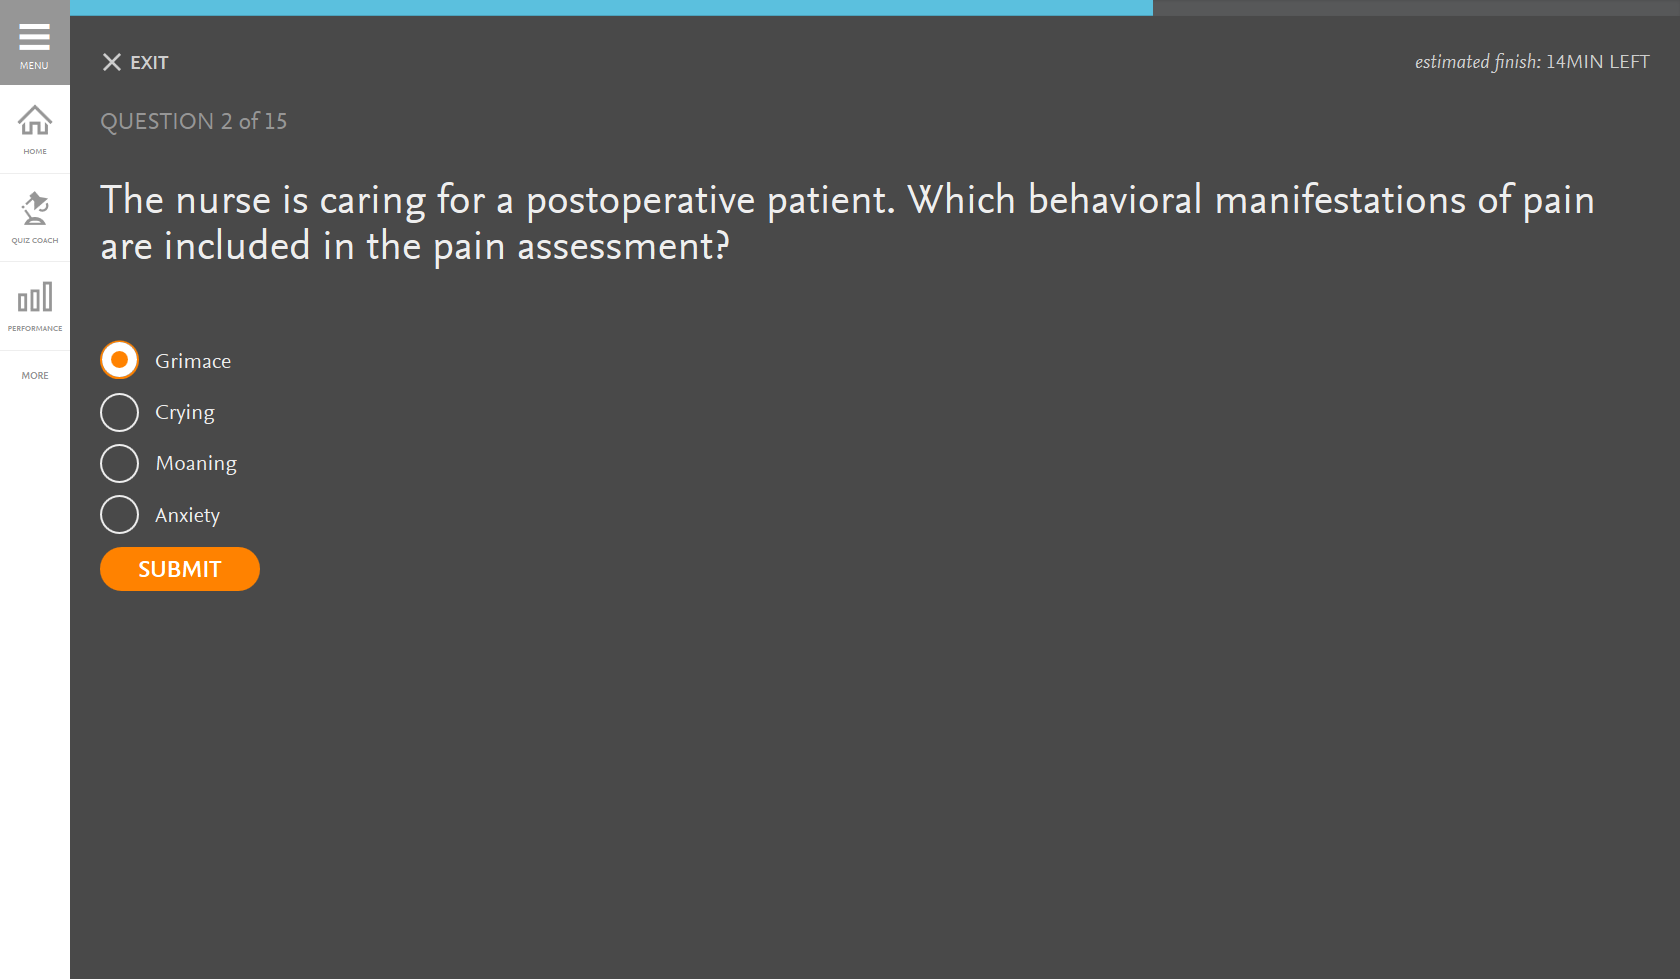 MENU
HOME
QUIZ COACH
PERFORMANCE
MORE
EXIT
estimated finish: 14MIN LEFT
QUESTION 2 of 15
The nurse is caring for a postoperative patient. Which behavioral manifestations of pain
are included in the pain assessment?
Grimace
Crying
Moaning
Anxiety
SUBMIT